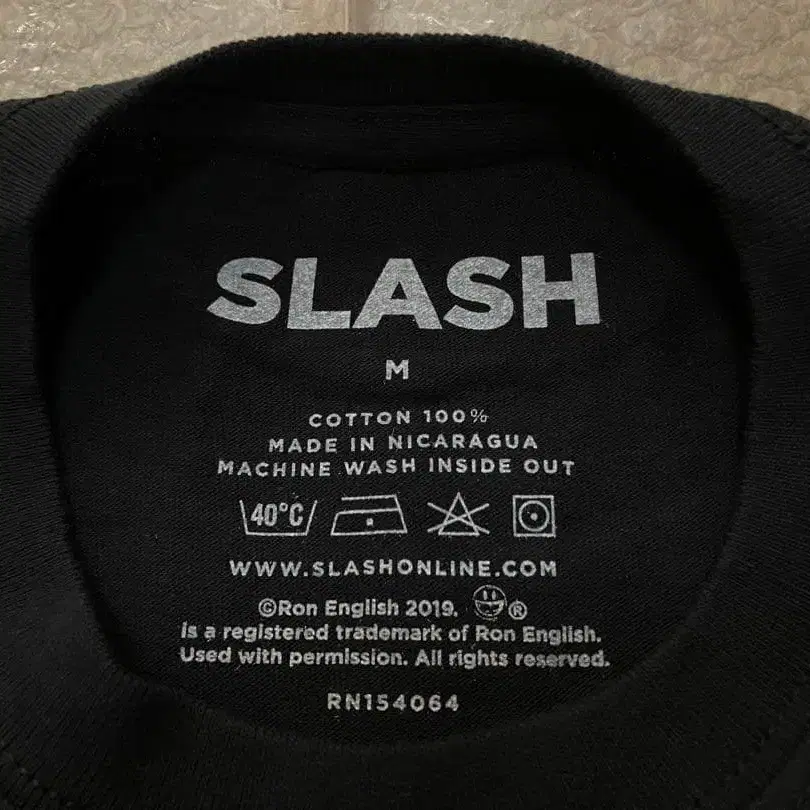 SLASH
M
COTTON 100%
MADE IN NICARAGUA
MACHINE WASH INSIDE OUT
40°C
WWW.SLASHONLINE.COM
©Ron English 2019. ®
is a registered trademark of Ron English.
Used with permission. All rights reserved.
RN154064